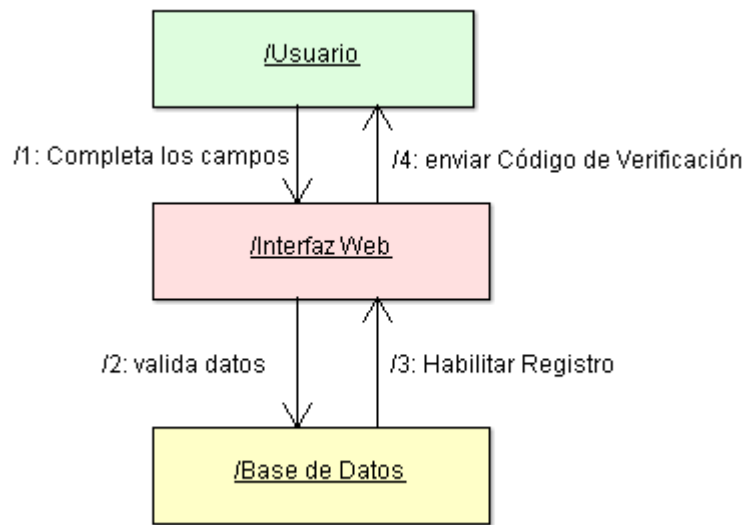 /Usuario
/1: Completa los campos
/4: enviar Código de Verificación
/Interfaz Web
/2: valida datos
/3: Habilitar Registro
/Base de Datos